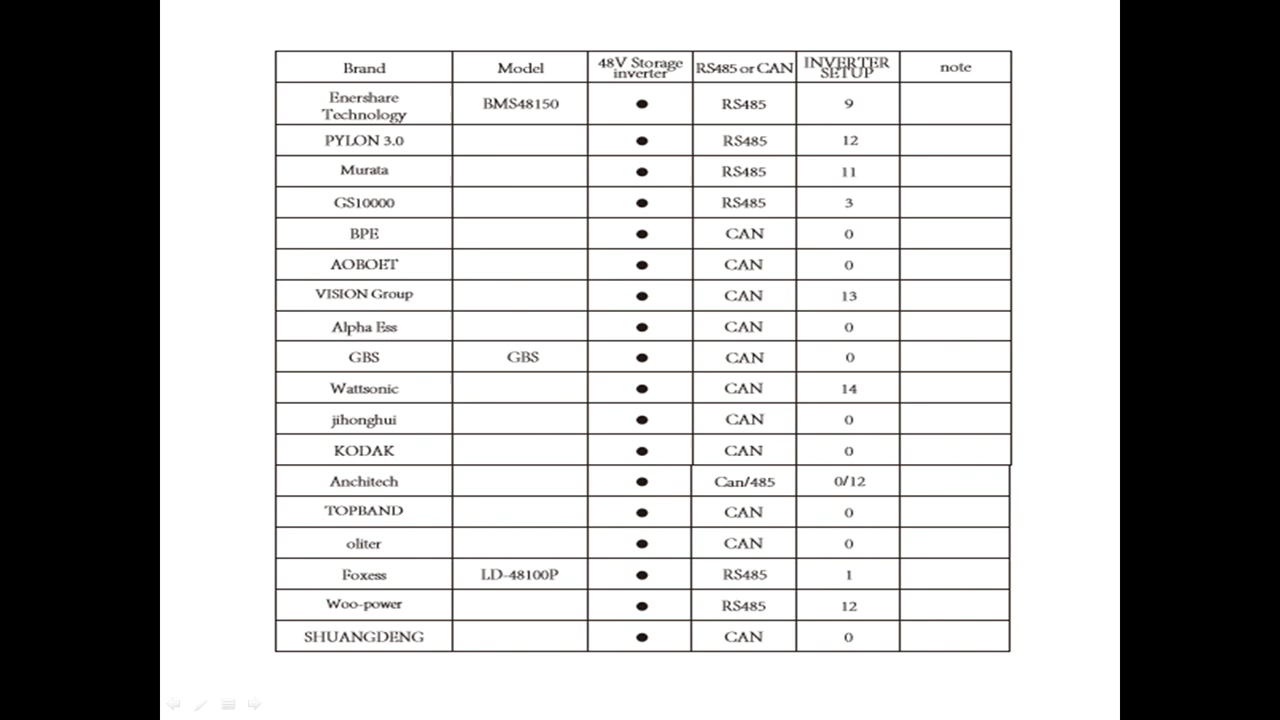 Brand Model 48V Storage inverter RS485 or CAN INVERTER SETUP note
Enershare Technology BMS48150 ● RS485 9
PYLON 3.0 ● RS485 12
Murata ● RS485 11
GS10000 ● RS485 3
BPE ● CAN 0
AOBOET ● CAN 0
VISION Group ● CAN 13
Alpha Ess ● CAN 0
GBS GBS ● CAN 0
Wattsonic ● CAN 14
jihonghui ● CAN 0
KODAK ● CAN 0
Anchitech ● Can/485 0/12
TOPBAND ● CAN 0
oliter ● CAN 0
Foxess LD-48100P ● RS485 1
Woo-power ● RS485 12
SHUANGDENG ● CAN 0